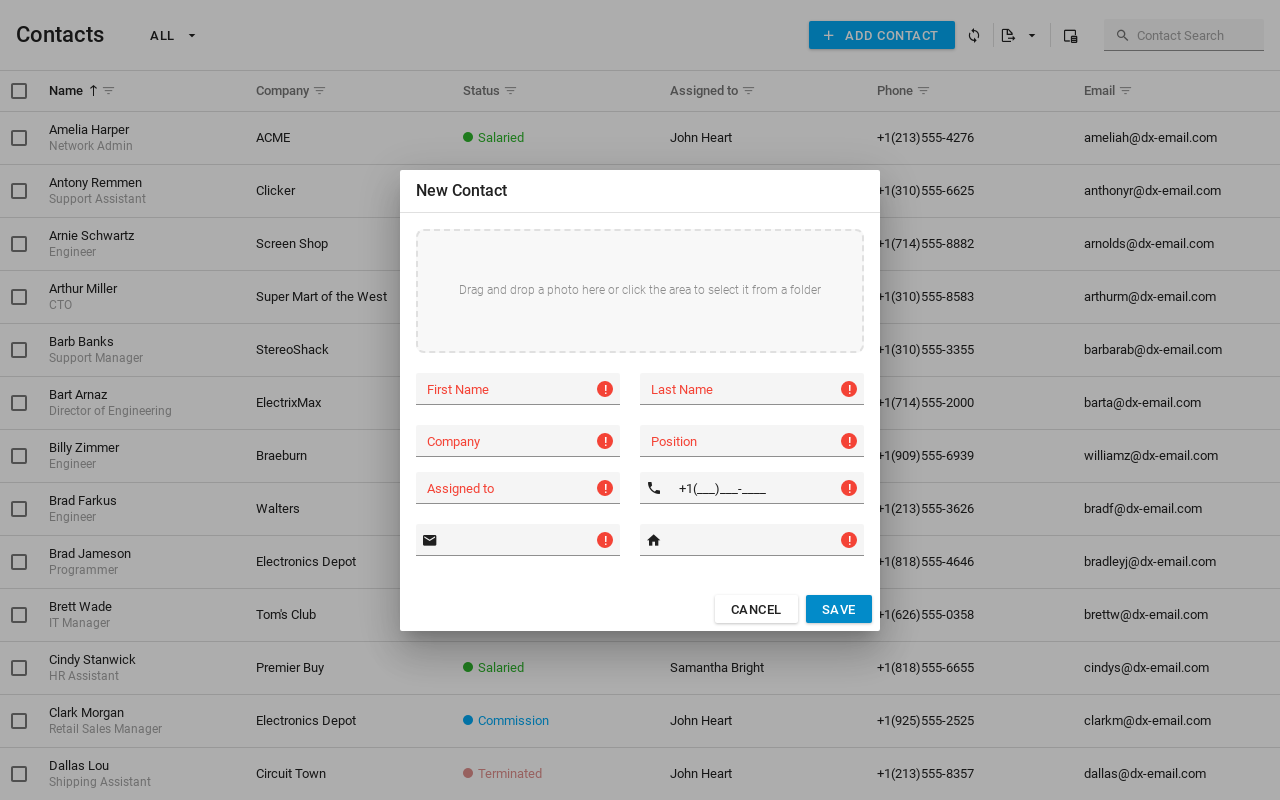 Contacts ALL ADD CONTACT Contact Search
Name Company Status Assigned to Phone Email
Amelia Harper
Network Admin
ACME Salaried John Heart +1(213)555-4276 ameliah@dx-email.com
Antony Remmen
Support Assistant
Clicker +1(310)555-6625 anthonyr@dx-email.com
Arnie Schwartz
Engineer
Screen Shop +1(714)555-8882 arnolds@dx-email.com
Arthur Miller
CTO
Super Mart of the West +1(310)555-8583 arthurm@dx-email.com
Barb Banks
Support Manager
StereoShack +1(310)555-3355 barbarab@dx-email.com
Bart Arnaz
Director of Engineering
ElectrixMax +1(714)555-2000 barta@dx-email.com
Billy Zimmer
Engineer
Braeburn +1(909)555-6939 williamz@dx-email.com
Brad Farkus
Engineer
Walters +1(213)555-3626 bradf@dx-email.com
Brad Jameson
Programmer
Electronics Depot +1(818)555-4646 bradleyj@dx-email.com
Brett Wade
IT Manager
Tom's Club +1(626)555-0358 brettw@dx-email.com
Cindy Stanwick
HR Assistant
Premier Buy Salaried Samantha Bright +1(818)555-6655 cindys@dx-email.com
Clark Morgan
Retail Sales Manager
Electronics Depot Commission John Heart +1(925)555-2525 clarkm@dx-email.com
Dallas Lou
Shipping Assistant
Circuit Town Terminated John Heart +1(213)555-8357 dallas@dx-email.com
New Contact
Drag and drop a photo here or click the area to select it from a folder
First Name Last Name
Company Position
Assigned to +1(___)___-____
CANCEL SAVE